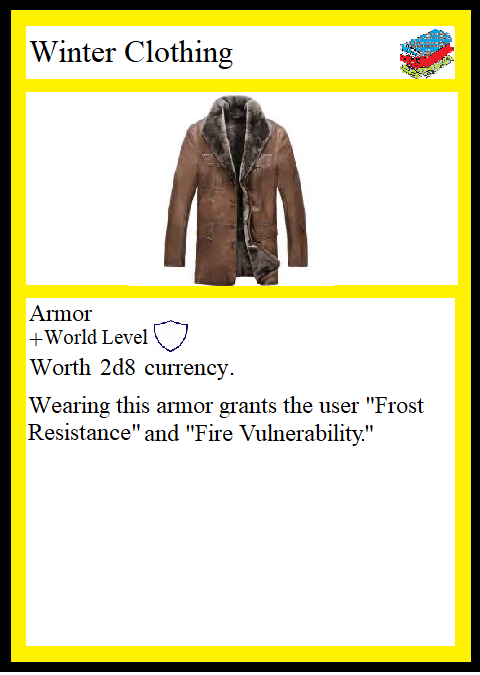 Winter Clothing
Armor
+World Level
Worth 2d8 currency.
Wearing this armor grants the user "Frost
Resistance" and "Fire Vulnerability."